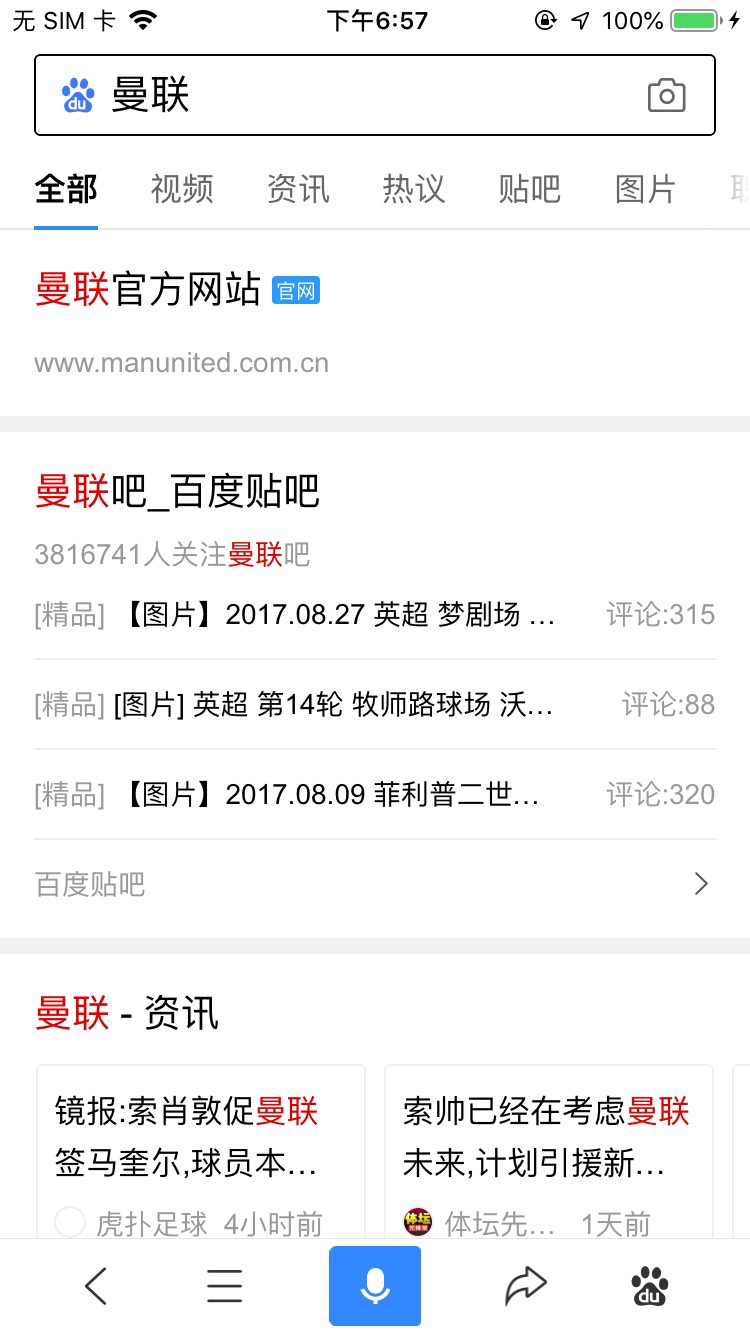 无 SIM 卡 下午6:57 100%
du 曼联
全部 视频 资讯 热议 贴吧 图片
曼联官方网站 官网
www.manunited.com.cn
曼联吧_百度贴吧
3816741人关注曼联吧
[精品] 【图片】2017.08.27 英超 梦剧场 … 评论:315
[精品] [图片] 英超 第14轮 牧师路球场 沃… 评论:88
[精品] 【图片】2017.08.09 菲利普二世… 评论:320
百度贴吧
曼联 - 资讯
镜报:索肖敦促曼联
签马奎尔,球员本…
虎扑足球 4小时前
索帅已经在考虑曼联
未来,计划引援新…
体坛先… 1天前
du